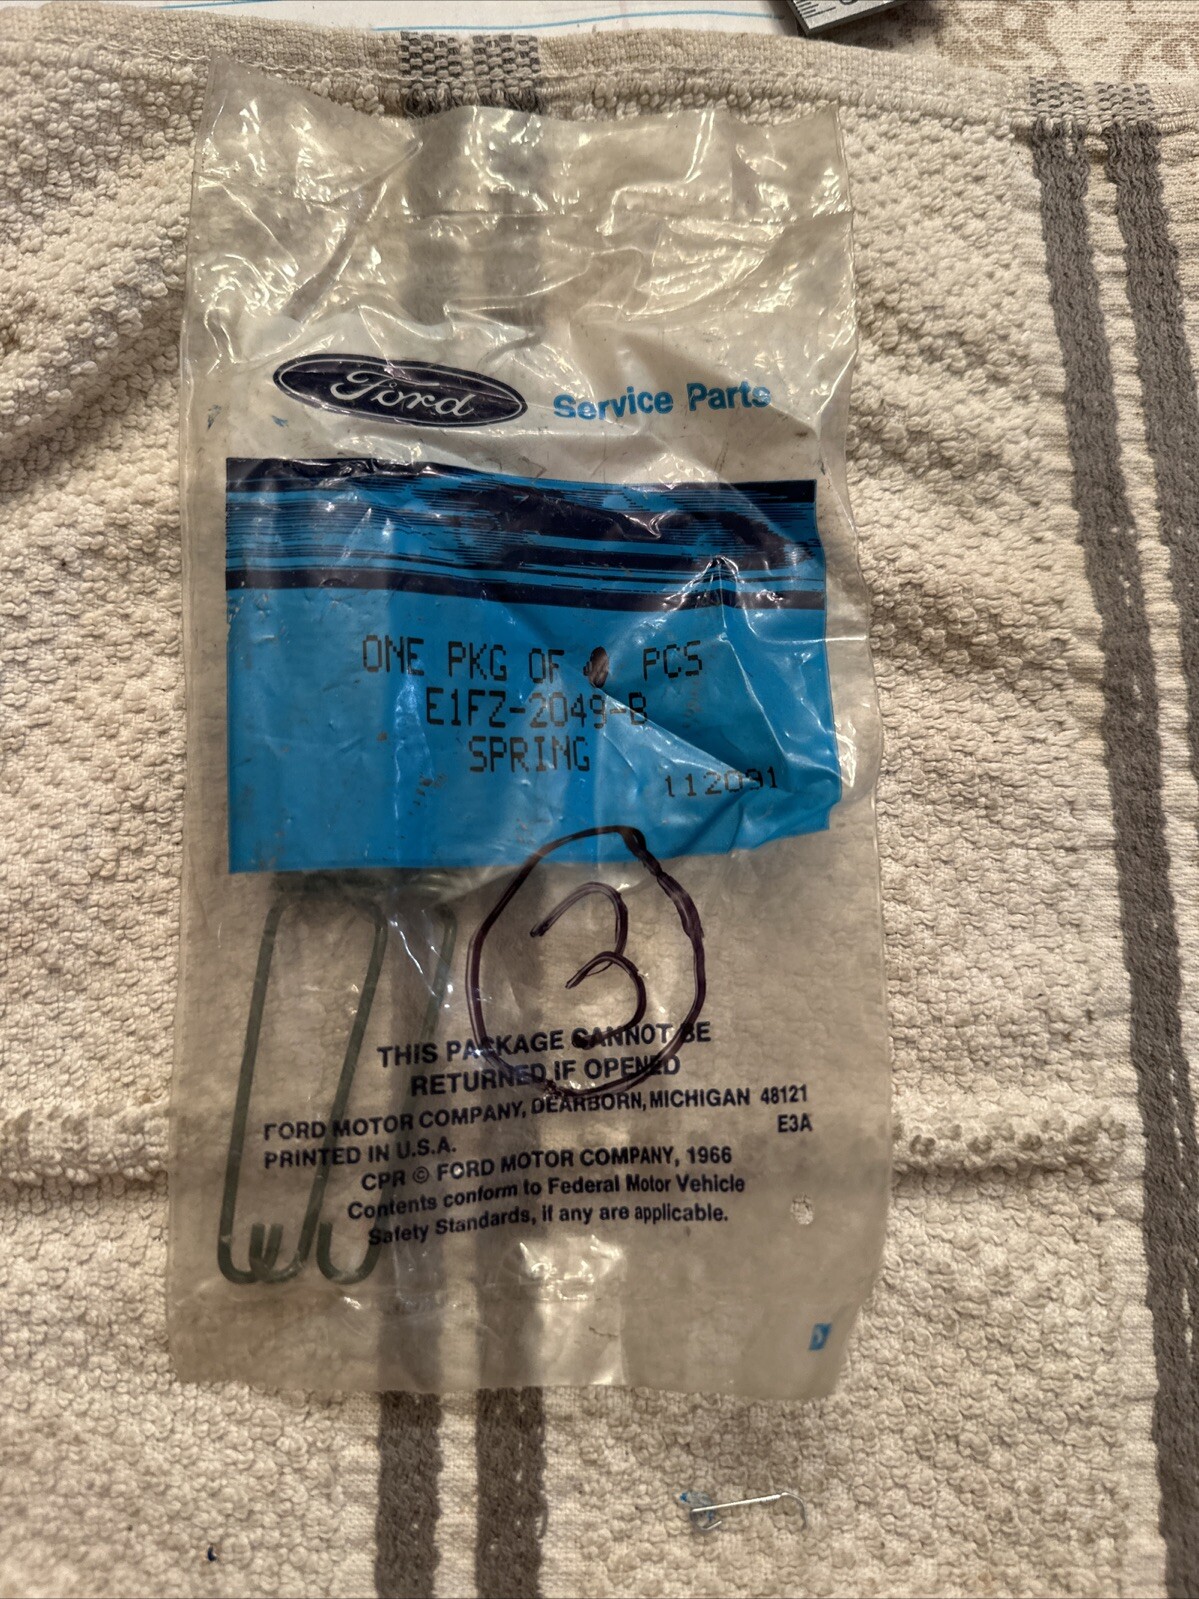 Ford Service Parts
ONE PKG OF PCS
E1FZ-2049-B
SPRING
112091
3
THIS PACKAGE CANNOT BE
RETURNED IF OPENED
FORD MOTOR COMPANY, DEARBORN, MICHIGAN 48121
E3A
PRINTED IN U.S.A.
CPR © FORD MOTOR COMPANY, 1966
Contents conform to Federal Motor Vehicle
Safety Standards, if any are applicable.